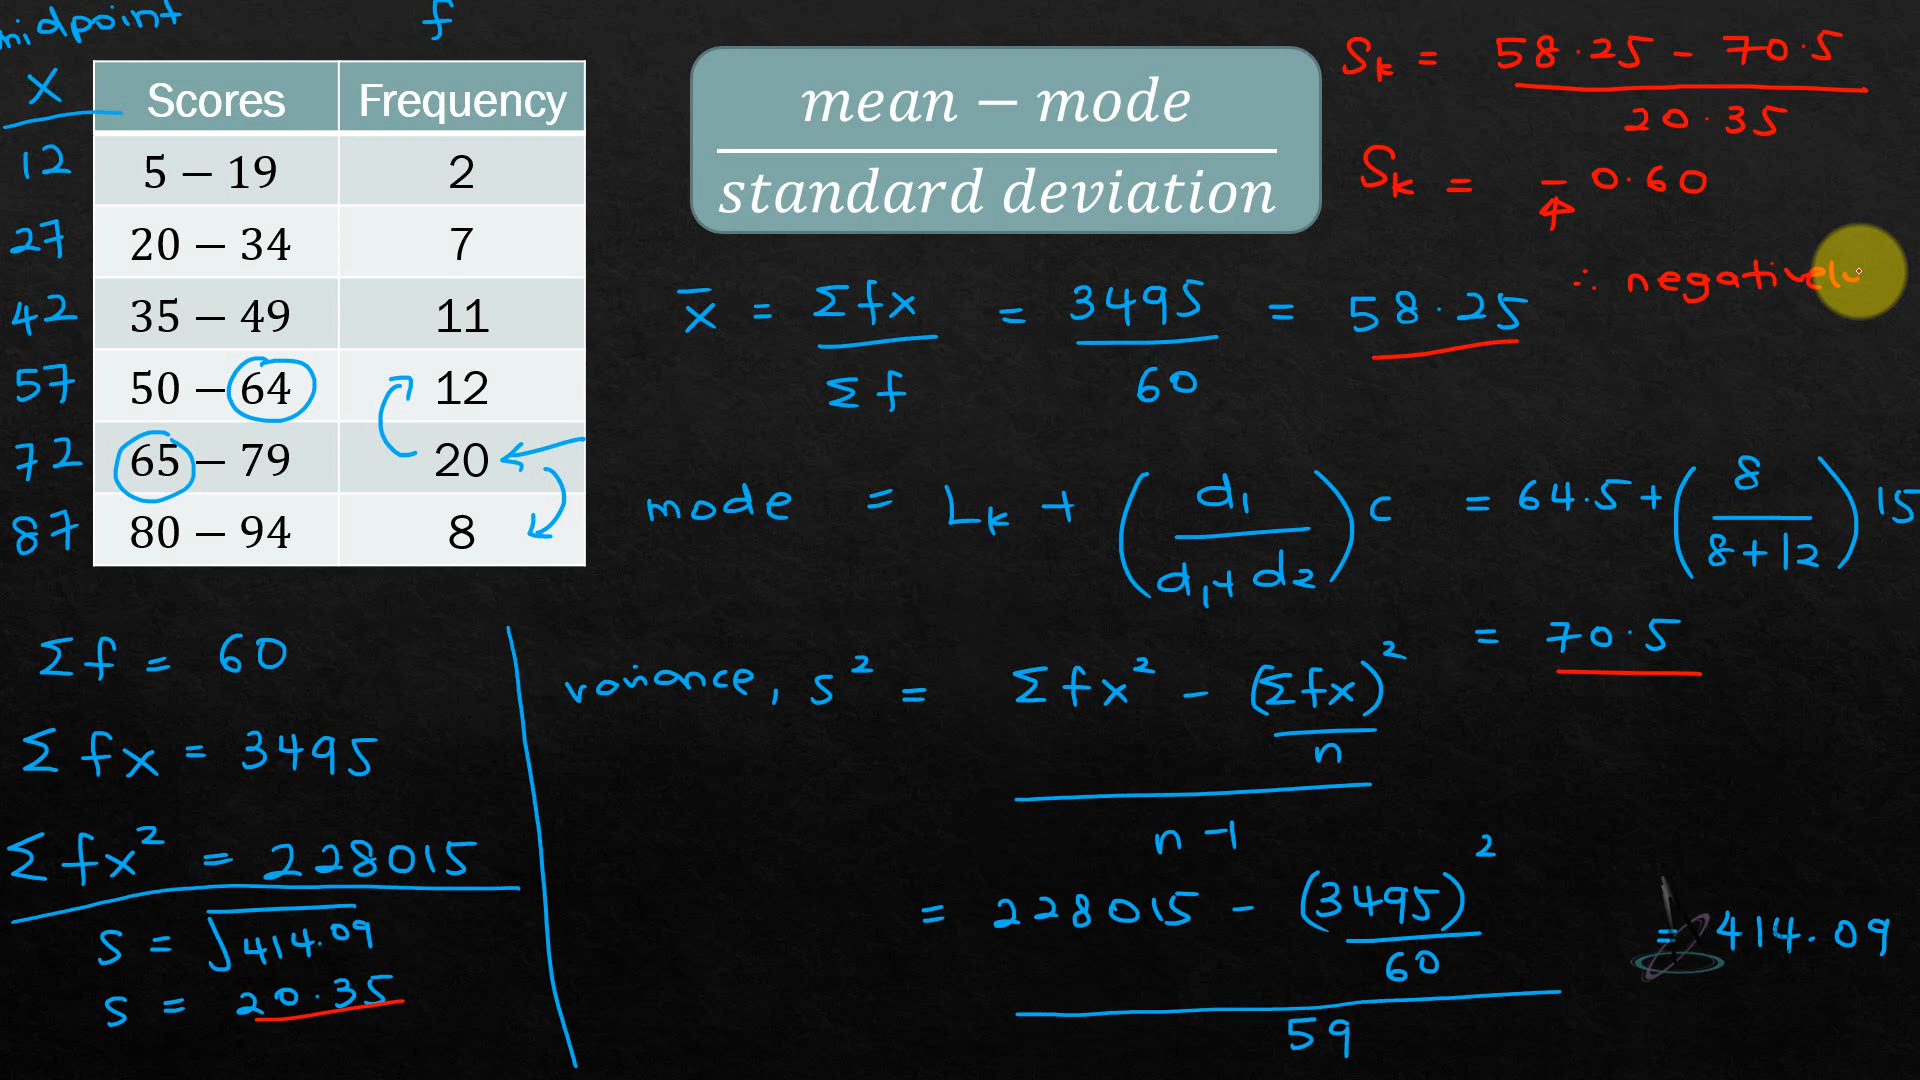 midpoint f
X Scores Frequency
12 5 – 19 2
27 20 – 34 7
42 35 – 49 11
57 50 – 64 12
72 65 – 79 20
87 80 – 94 8
mean − mode
standard deviation
Sk = 58.25 - 70.5
20.35
Sk = - 0.60
∴ negatively
x̄ = Σfx = 3495 = 58.25
Σf 60
mode = Lk + (d1 / d1 + d2) c = 64.5 + (8 / 8+12) 15
= 70.5
Σf = 60
Σfx = 3495
Σfx² = 228015
s = √414.09
s = 20.35
variance, s² = Σfx² - (Σfx)²
n
n-1
= 228015 - (3495)² = 414.09
60
59